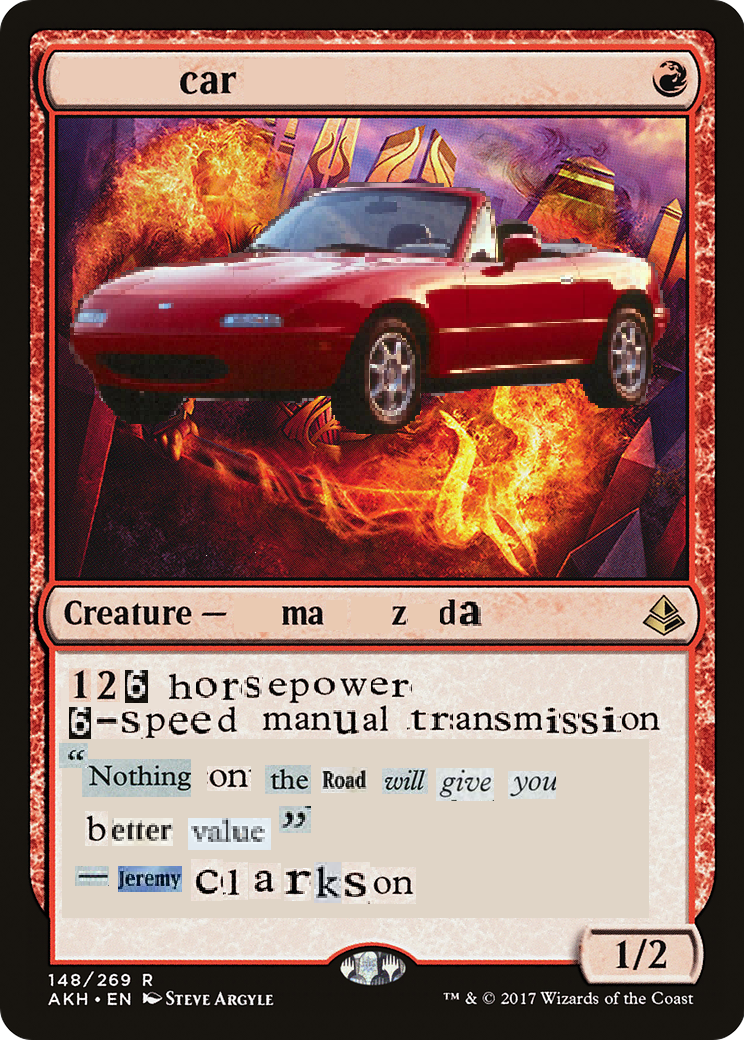 car
Creature — ma z da
126 horsepower
6-speed manual transmission
“Nothing on the Road will give you
better value”
— Jeremy Clarkson
1/2
148/269 R
AKH • EN Steve Argyle
™ & © 2017 Wizards of the Coast